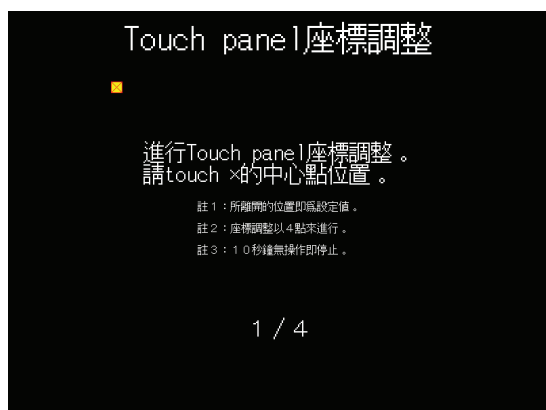 Touch panel座標調整
進行Touch panel座標調整。
請touch ×的中心點位置。
註1：所離開的位置即為設定值。
註2：座標調整以4點來進行。
註3：10秒鐘無操作即停止。
1/4